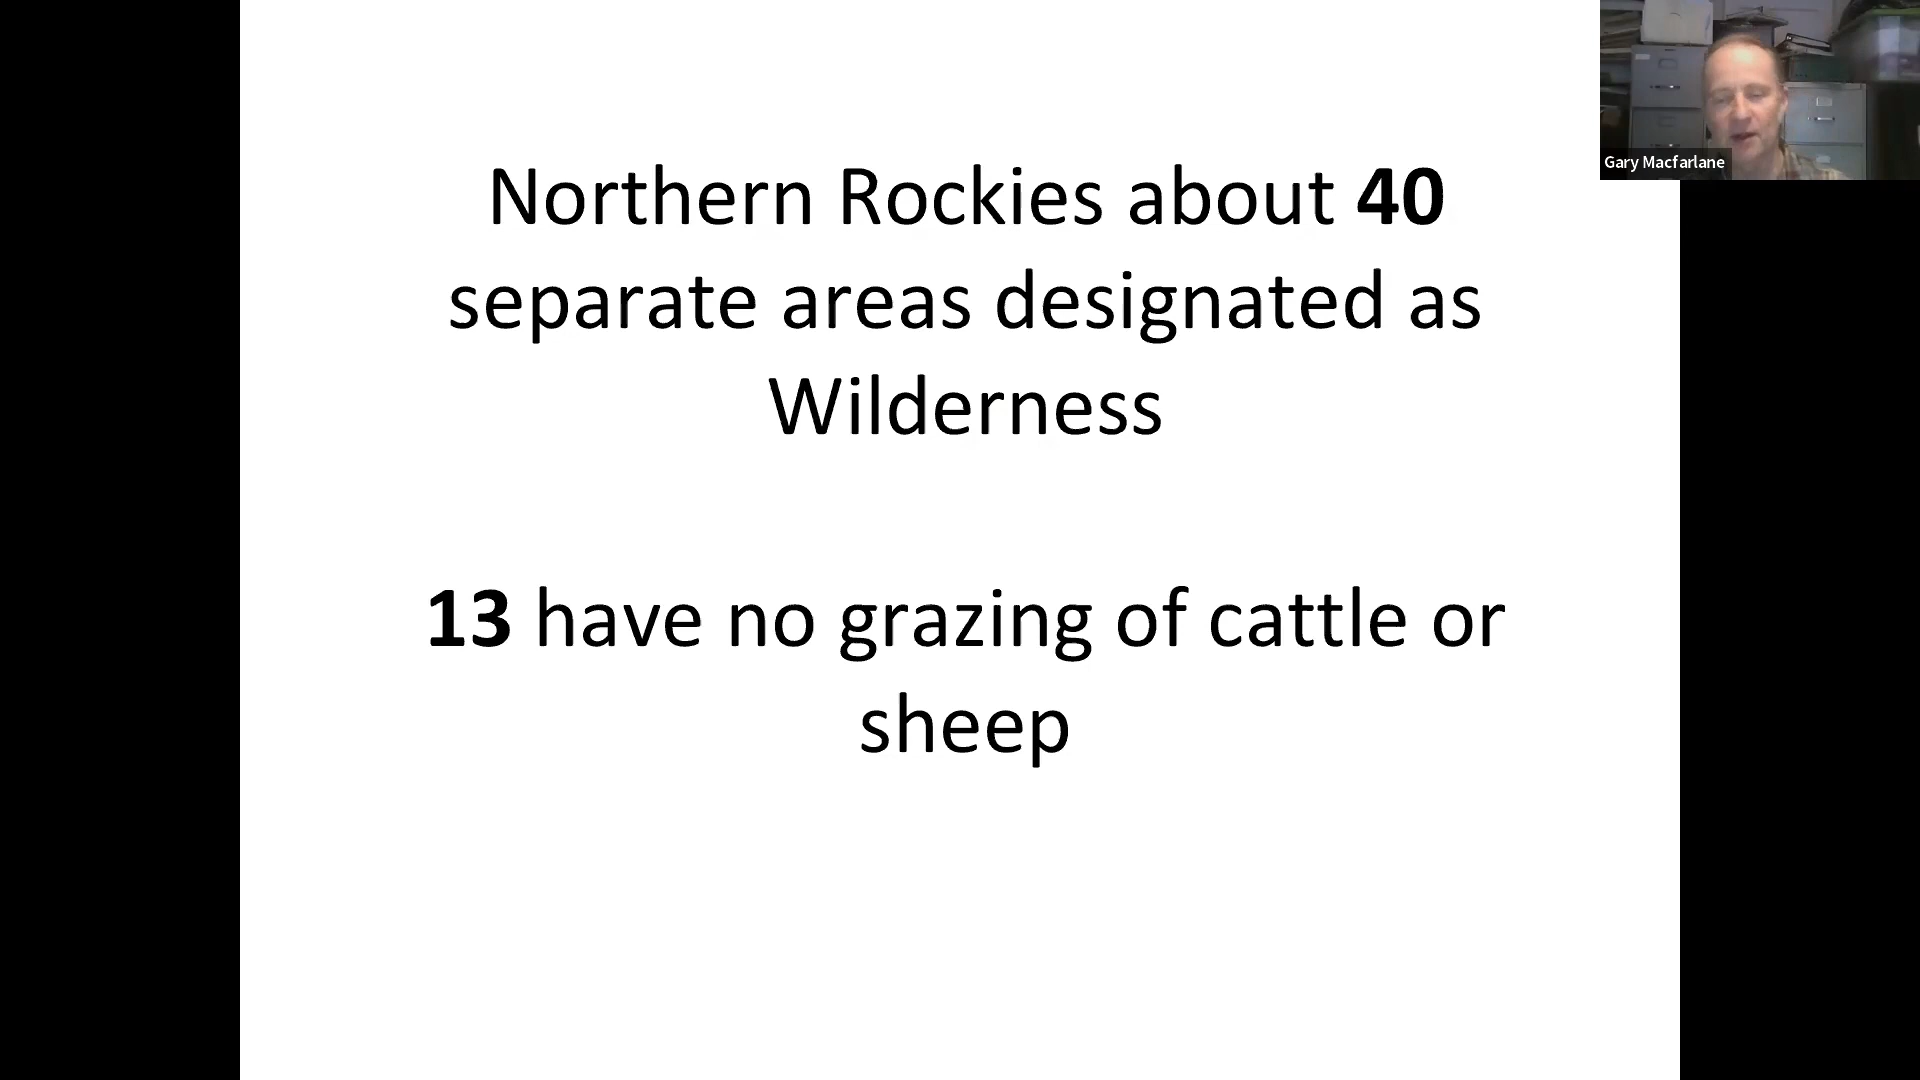 Northern Rockies about 40
separate areas designated as
Wilderness
13 have no grazing of cattle or
sheep
Gary Macfarlane